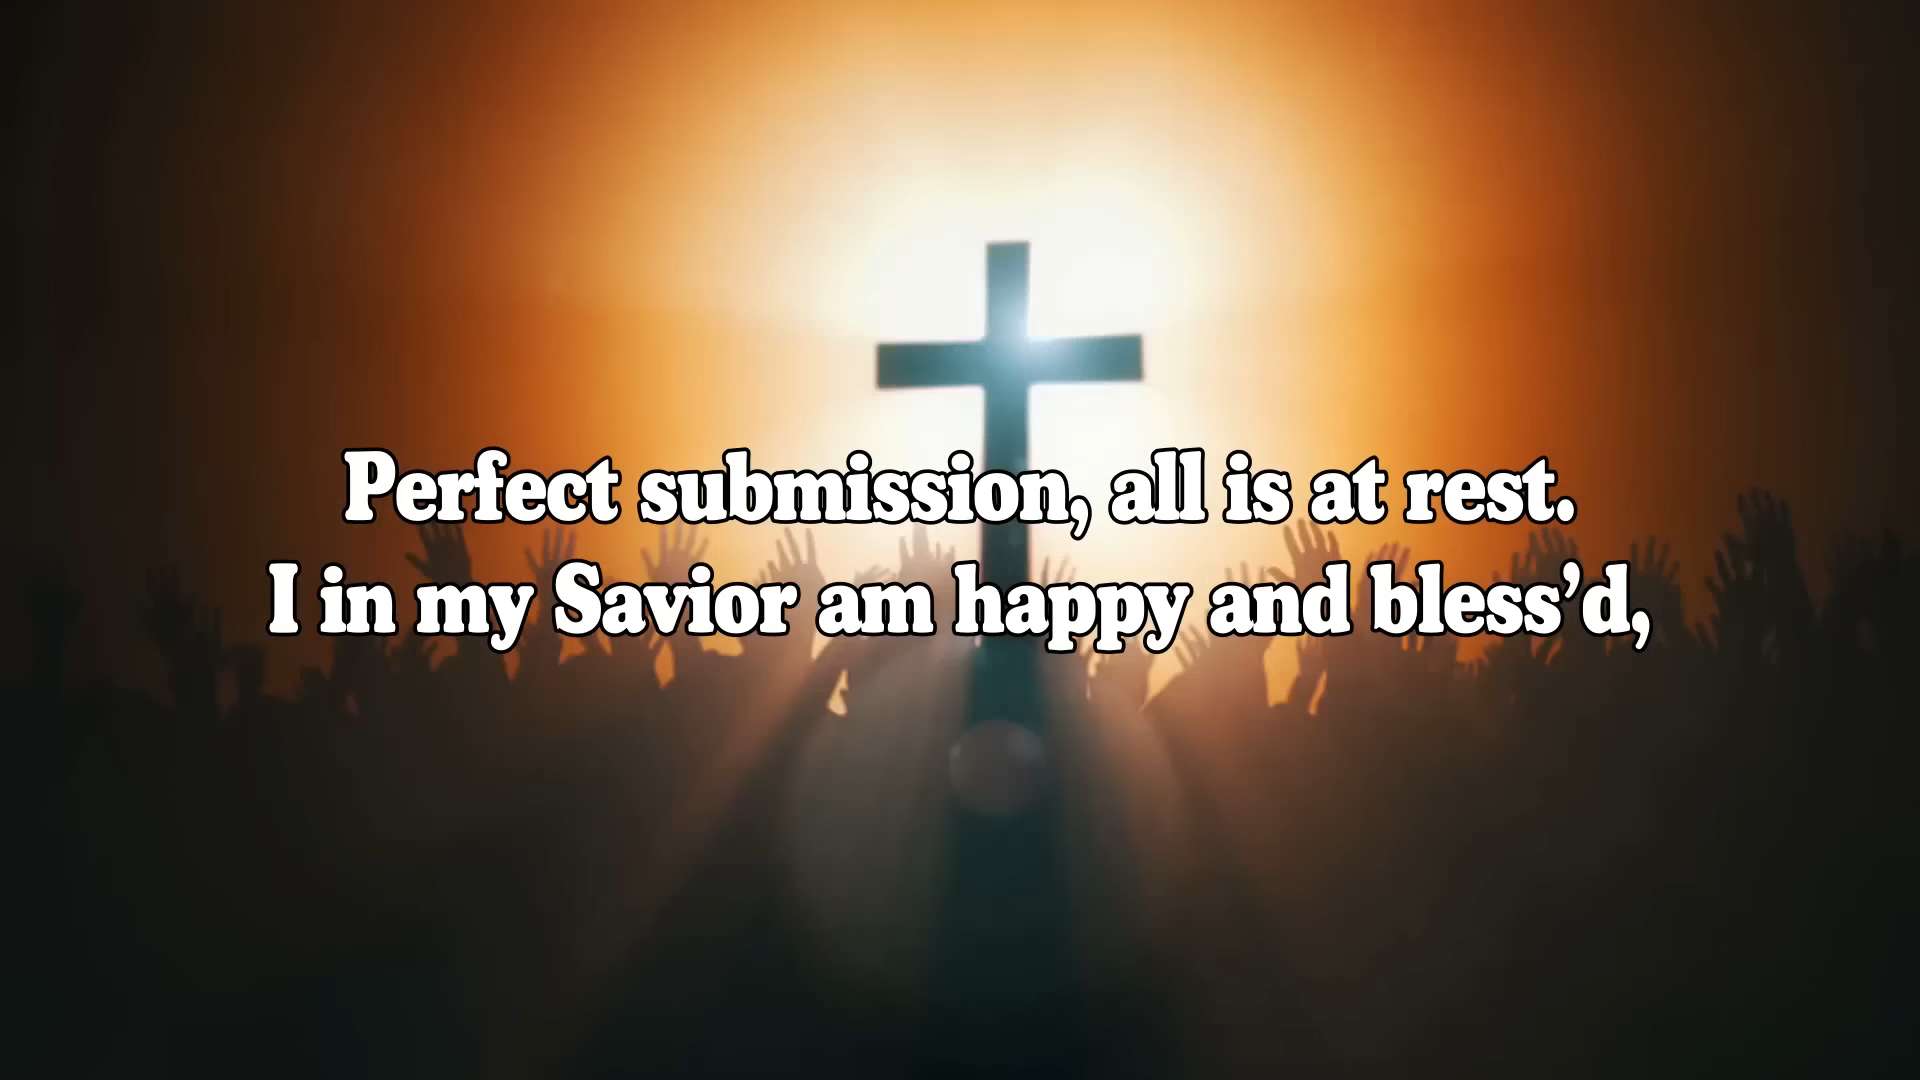 Perfect submission, all is at rest.
I in my Savior am happy and bless’d,